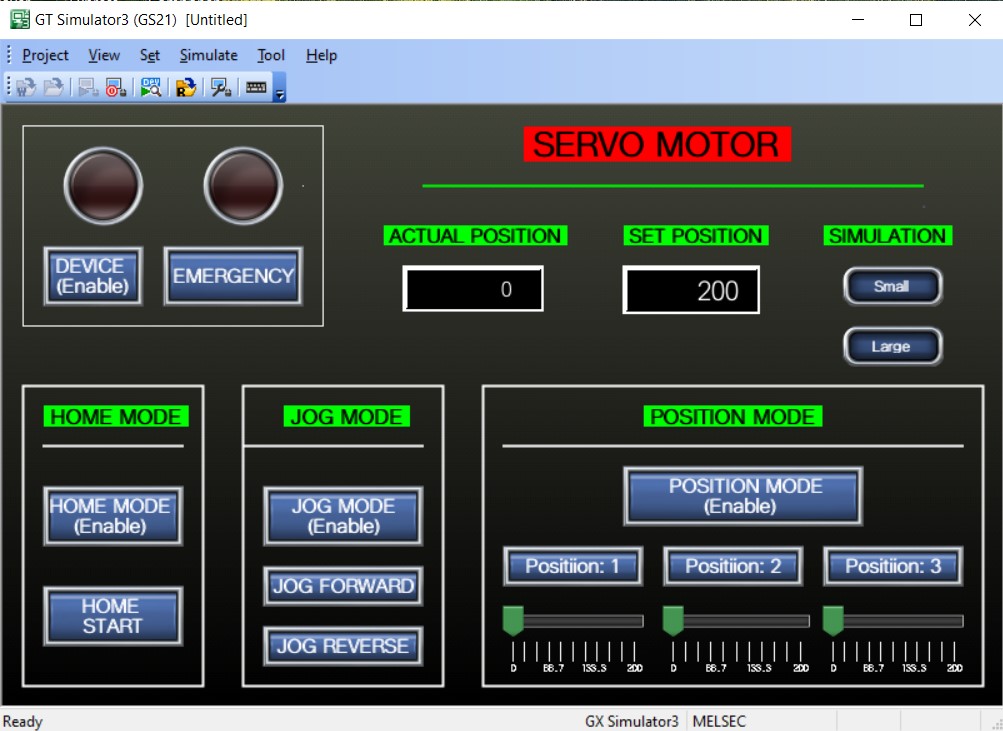 GT Simulator3 (GS21) [Untitled]
Project View Set Simulate Tool Help
SERVO MOTOR
DEVICE
(Enable)
EMERGENCY
ACTUAL POSITION
SET POSITION
SIMULATION
0
200
Small
Large
HOME MODE
HOME MODE
(Enable)
HOME
START
JOG MODE
JOG MODE
(Enable)
JOG FORWARD
JOG REVERSE
POSITION MODE
POSITION MODE
(Enable)
Positiion: 1
Positiion: 2
Positiion: 3
0 66.7 133.3 200
0 66.7 133.3 200
0 66.7 133.3 200
Ready
GX Simulator3
MELSEC